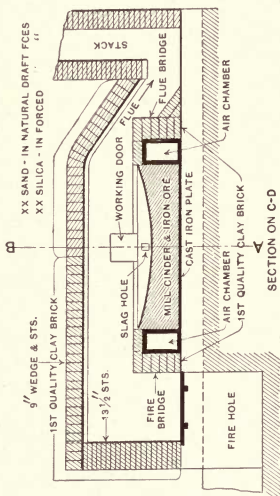 XX SAND - IN NATURAL DRAFT FCES
XX SILICA - IN FORCED " "
STACK
FLUE
FLUE BRIDGE
B
WORKING DOOR
AIR CHAMBER
9" WEDGE & STS.
1ST QUALITY CLAY BRICK
SLAG HOLE
MILL CINDER & IRON ORE
CAST IRON PLATE
13 1/2" STS.
FIRE BRIDGE
AIR CHAMBER
1ST QUALITY CLAY BRICK
A
FIRE HOLE
SECTION ON C-D